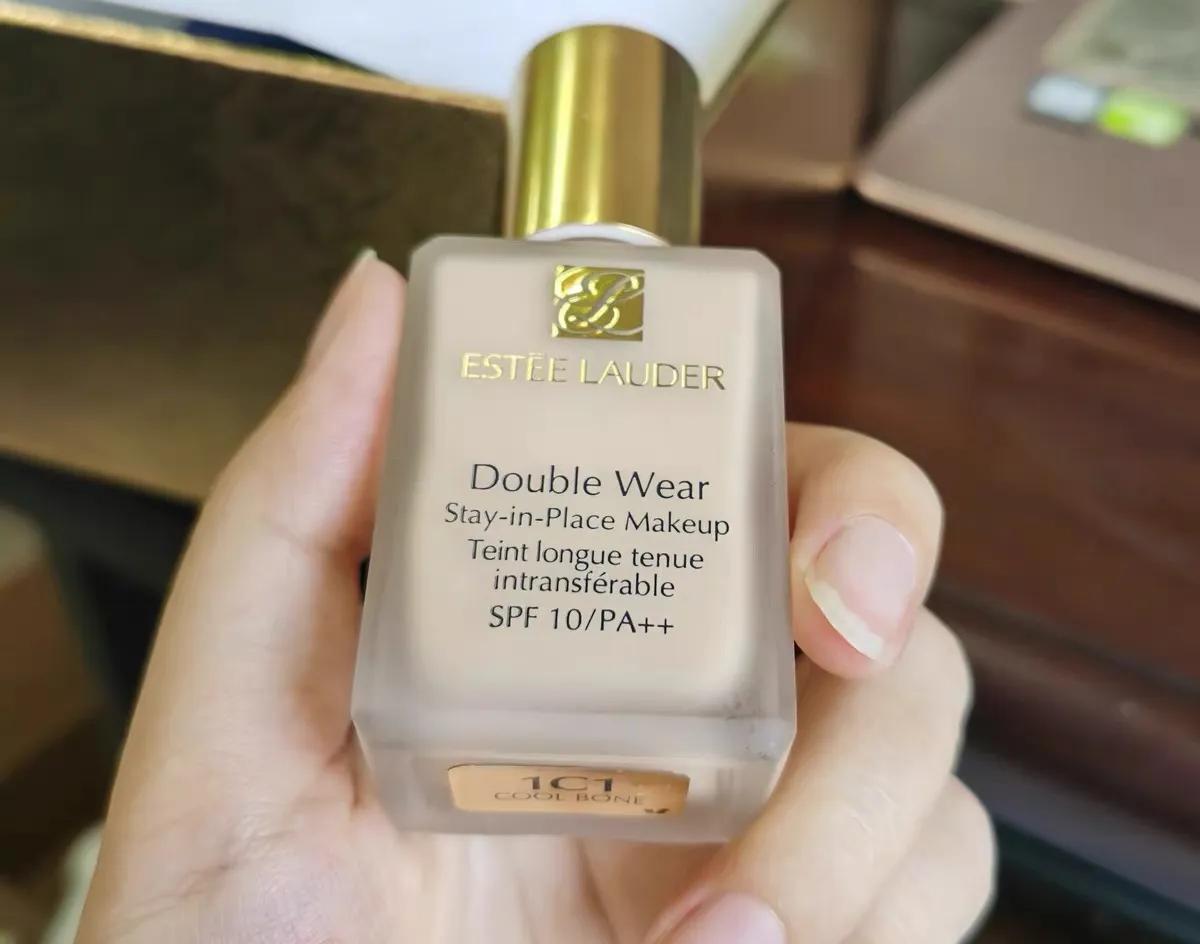 ESTĒE LAUDER
Double Wear
Stay-in-Place Makeup
Teint longue tenue
intransférable
SPF 10/PA++
1C1
COOL BONE